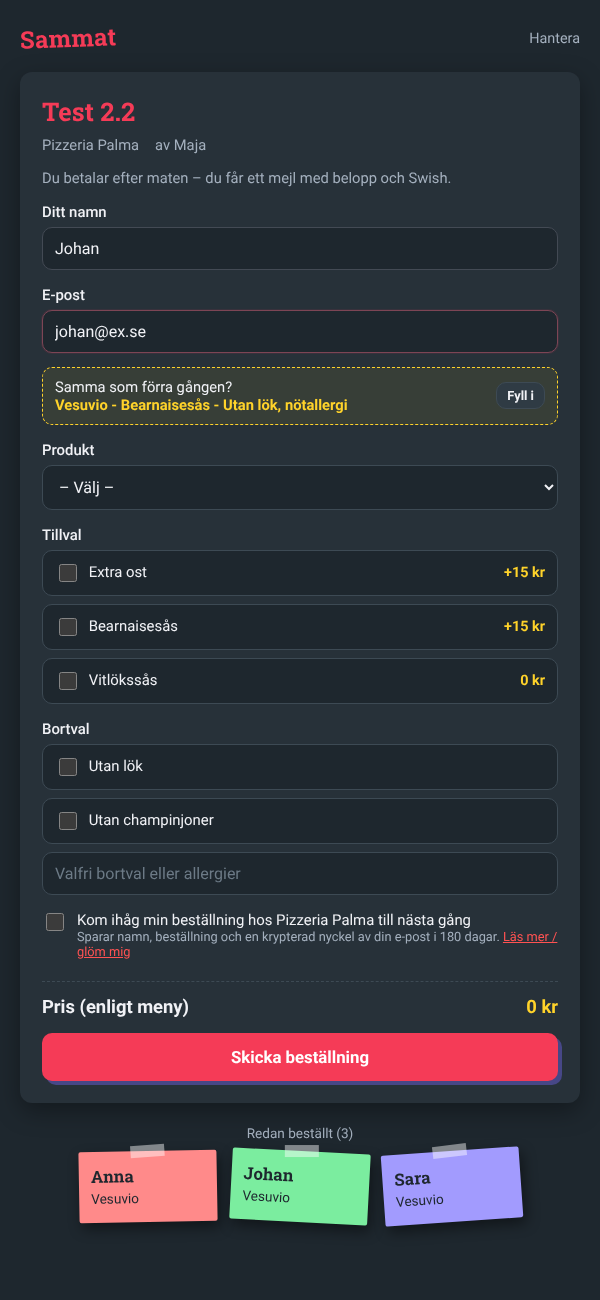 Sammat
Hantera
Test 2.2
Pizzeria Palma av Maja
Du betalar efter maten – du får ett mejl med belopp och Swish.
Ditt namn
Johan
E-post
johan@ex.se
Samma som förra gången?
Vesuvio - Bearnaisesås - Utan lök, nötallergi
Fyll i
Produkt
– Välj –
Tillval
Extra ost +15 kr
Bearnaisesås +15 kr
Vitlökssås 0 kr
Bortval
Utan lök
Utan champinjoner
Valfri bortval eller allergier
Kom ihåg min beställning hos Pizzeria Palma till nästa gång
Sparar namn, beställning och en krypterad nyckel av din e-post i 180 dagar. Läs mer /
glöm mig
Pris (enligt meny) 0 kr
Skicka beställning
Redan beställt (3)
Anna
Vesuvio
Johan
Vesuvio
Sara
Vesuvio